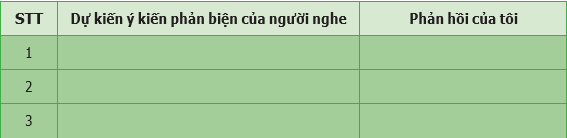 STT Dự kiến ý kiến phản biện của người nghe Phản hồi của tôi
1
2
3